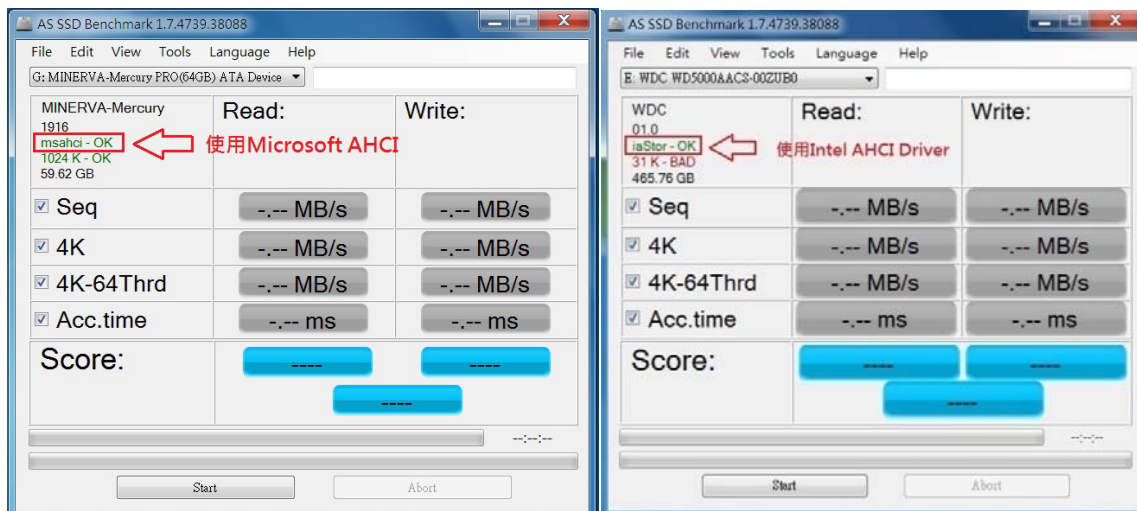 AS SSD Benchmark 1.7.4739.38088
File Edit View Tools Language Help
G: MINERVA-Mercury PRO(64GB) ATA Device
MINERVA-Mercury
1916
msahci - OK
1024 K - OK
59.62 GB
使用Microsoft AHCI
Read:
Write:
Seq
-.-- MB/s
-.-- MB/s
4K
-.-- MB/s
-.-- MB/s
4K-64Thrd
-.-- MB/s
-.-- MB/s
Acc.time
-.-- ms
-.-- ms
Score:
----
----
----
--:--:--
Start
Abort
AS SSD Benchmark 1.7.4739.38088
File Edit View Tools Language Help
E: WDC WD5000AACS-00ZUB0
WDC
01.0
iaStor - OK
31 K - BAD
465.76 GB
使用Intel AHCI Driver
Read:
Write:
Seq
-.-- MB/s
-.-- MB/s
4K
-.-- MB/s
-.-- MB/s
4K-64Thrd
-.-- MB/s
-.-- MB/s
Acc.time
-.-- ms
-.-- ms
Score:
----
----
----
--:--:--
Start
Abort